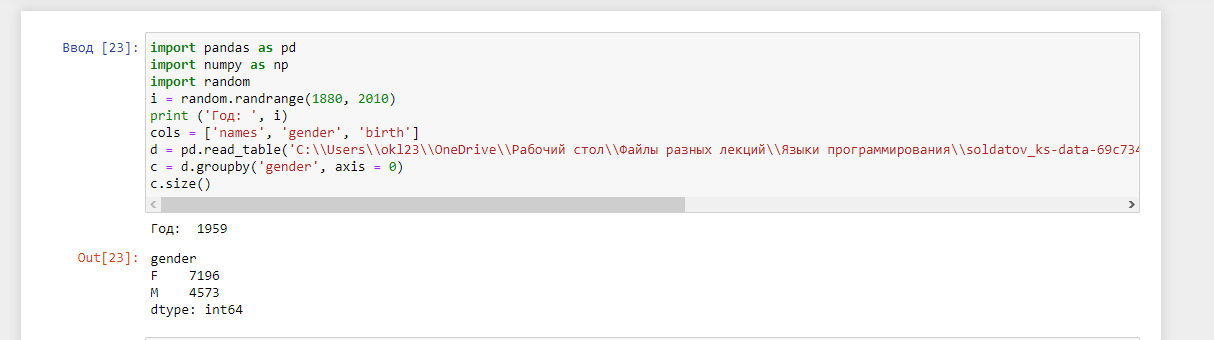 Ввод [23]:
import pandas as pd
import numpy as np
import random
i = random.randrange(1880, 2010)
print ('Год: ', i)
cols = ['names', 'gender', 'birth']
d = pd.read_table('C:\\Users\\okl23\\OneDrive\\Рабочий стол\\Файлы разных лекций\\Языки программирования\\soldatov_ks-data-69c734
c = d.groupby('gender', axis = 0)
c.size()
Год:  1959
Out[23]:
gender
F    7196
M    4573
dtype: int64